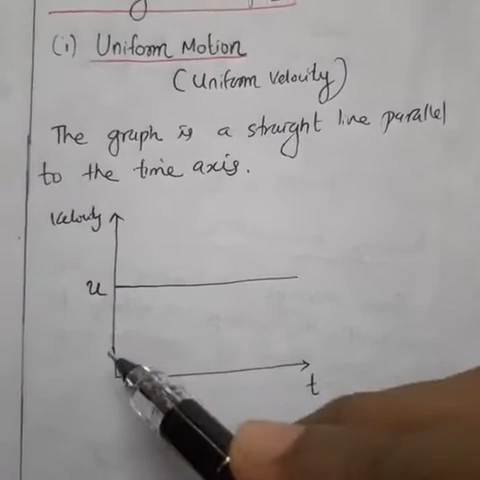 (i) Uniform Motion
(Uniform Velocity)
The graph is a straight line parallel
to the time axis.
Velocity
u
t